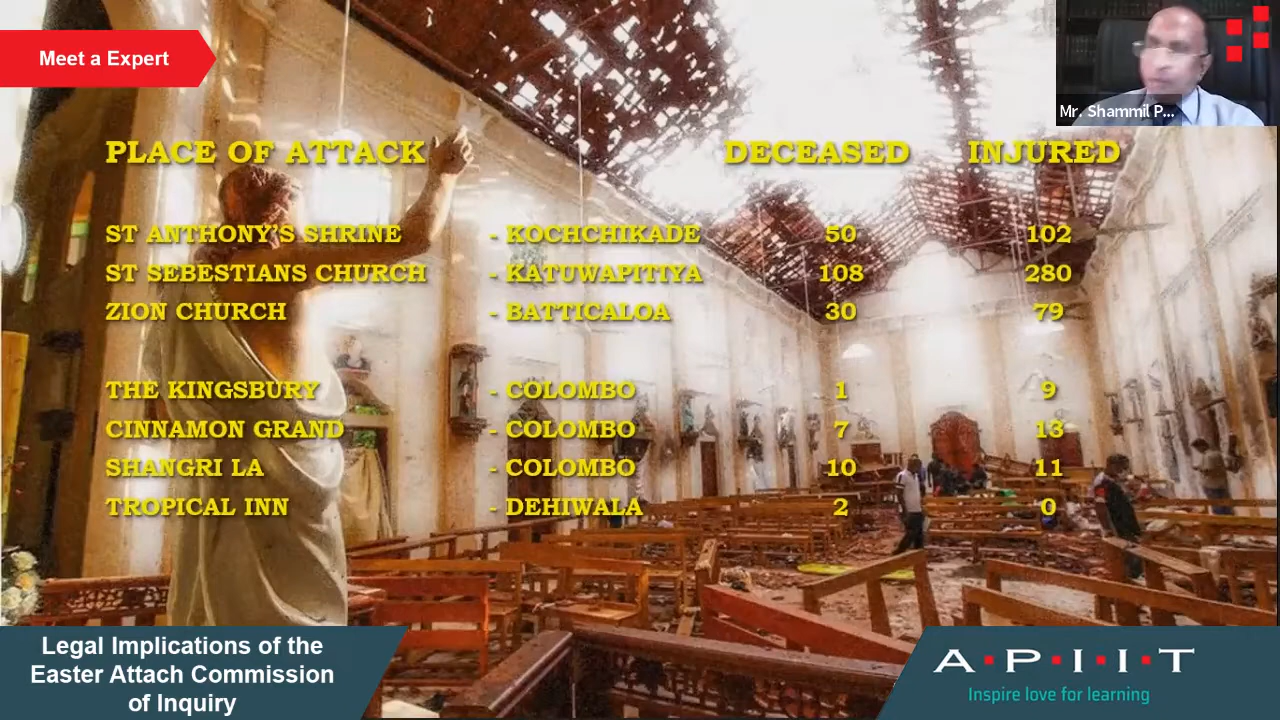 Meet a Expert
Mr. Shammil P...
PLACE OF ATTACK DECEASED INJURED
ST ANTHONY'S SHRINE - KOCHCHIKADE 50 102
ST SEBESTIANS CHURCH - KATUWAPITIYA 108 280
ZION CHURCH - BATTICALOA 30 79
THE KINGSBURY - COLOMBO 1 9
CINNAMON GRAND - COLOMBO 7 13
SHANGRI LA - COLOMBO 10 11
TROPICAL INN - DEHIWALA 2 0
Legal Implications of the
Easter Attach Commission
of Inquiry
A·P·I·I·T
Inspire love for learning